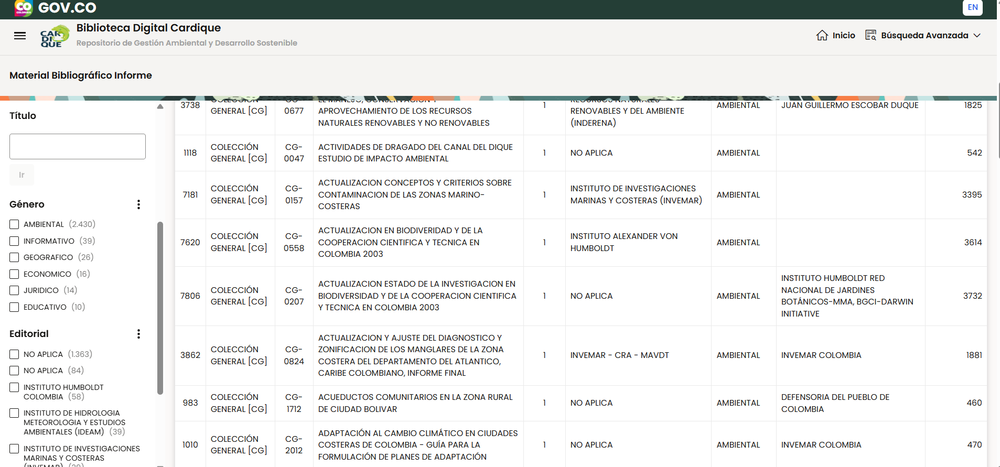 GOV.CO
EN
CO
COLOMBIA
CAR
DI
QUE
Biblioteca Digital Cardique
Repositorio de Gestión Ambiental y Desarrollo Sostenible
Inicio
Búsqueda Avanzada
Material Bibliográfico Informe
Título
Ir
Género
AMBIENTAL (2.430)
INFORMATIVO (39)
GEOGRAFICO (26)
ECONOMICO (16)
JURIDICO (14)
EDUCATIVO (10)
Editorial
NO APLICA (1.363)
NO APLICA (84)
INSTITUTO HUMBOLDT
COLOMBIA (58)
INSTITUTO DE HIDROLOGIA
METEOROLOGIA Y ESTUDIOS
AMBIENTALES (IDEAM) (39)
INSTITUTO DE INVESTIGACIONES
MARINAS Y COSTERAS
3738
GENERAL [CG]
0677
EL MANEJO, CONSERVACION Y
APROVECHAMIENTO DE LOS RECURSOS
NATURALES RENOVABLES Y NO RENOVABLES
1
RECURSOS NATURALES
RENOVABLES Y DEL AMBIENTE
(INDERENA)
AMBIENTAL
JUAN GUILLERMO ESCOBAR DUQUE
1825
1118
COLECCIÓN
GENERAL [CG]
CG-
0047
ACTIVIDADES DE DRAGADO DEL CANAL DEL DIQUE
ESTUDIO DE IMPACTO AMBIENTAL
1
NO APLICA
AMBIENTAL
542
7181
COLECCIÓN
GENERAL [CG]
CG-
0157
ACTUALIZACION CONCEPTOS Y CRITERIOS SOBRE
CONTAMINACION DE LAS ZONAS MARINO-
COSTERAS
1
INSTITUTO DE INVESTIGACIONES
MARINAS Y COSTERAS (INVEMAR)
AMBIENTAL
3395
7620
COLECCIÓN
GENERAL [CG]
CG-
0558
ACTUALIZACION EN BIODIVERIDAD Y DE LA
COOPERACION CIENTIFICA Y TECNICA EN
COLOMBIA 2003
1
INSTITUTO ALEXANDER VON
HUMBOLDT
AMBIENTAL
3614
7806
COLECCIÓN
GENERAL [CG]
CG-
0207
ACTUALIZACION ESTADO DE LA INVESTIGACION EN
BIODIVERSIDAD Y DE LA COOPERACION CIENTIFICA
Y TECNICA EN COLOMBIA 2003
1
NO APLICA
AMBIENTAL
INSTITUTO HUMBOLDT RED
NACIONAL DE JARDINES
BOTÁNICOS-MMA, BGCI-DARWIN
INITIATIVE
3732
3862
COLECCIÓN
GENERAL [CG]
CG-
0824
ACTUALIZACION Y AJUSTE DEL DIAGNOSTICO Y
ZONIFICACION DE LOS MANGLARES DE LA ZONA
COSTERA DEL DEPARTAMENTO DEL ATLANTICO,
CARIBE COLOMBIANO, INFORME FINAL
1
INVEMAR - CRA - MAVDT
AMBIENTAL
INVEMAR COLOMBIA
1881
983
COLECCIÓN
GENERAL [CG]
CG-
1712
ACUEDUCTOS COMUNITARIOS EN LA ZONA RURAL
DE CIUDAD BOLIVAR
1
NO APLICA
AMBIENTAL
DEFENSORIA DEL PUEBLO DE
COLOMBIA
460
1010
COLECCIÓN
GENERAL [CG]
CG-
2012
ADAPTACIÓN AL CAMBIO CLIMÁTICO EN CIUDADES
COSTERAS DE COLOMBIA - GUÍA PARA LA
FORMULACIÓN DE PLANES DE ADAPTACIÓN
1
NO APLICA
AMBIENTAL
INVEMAR COLOMBIA
470